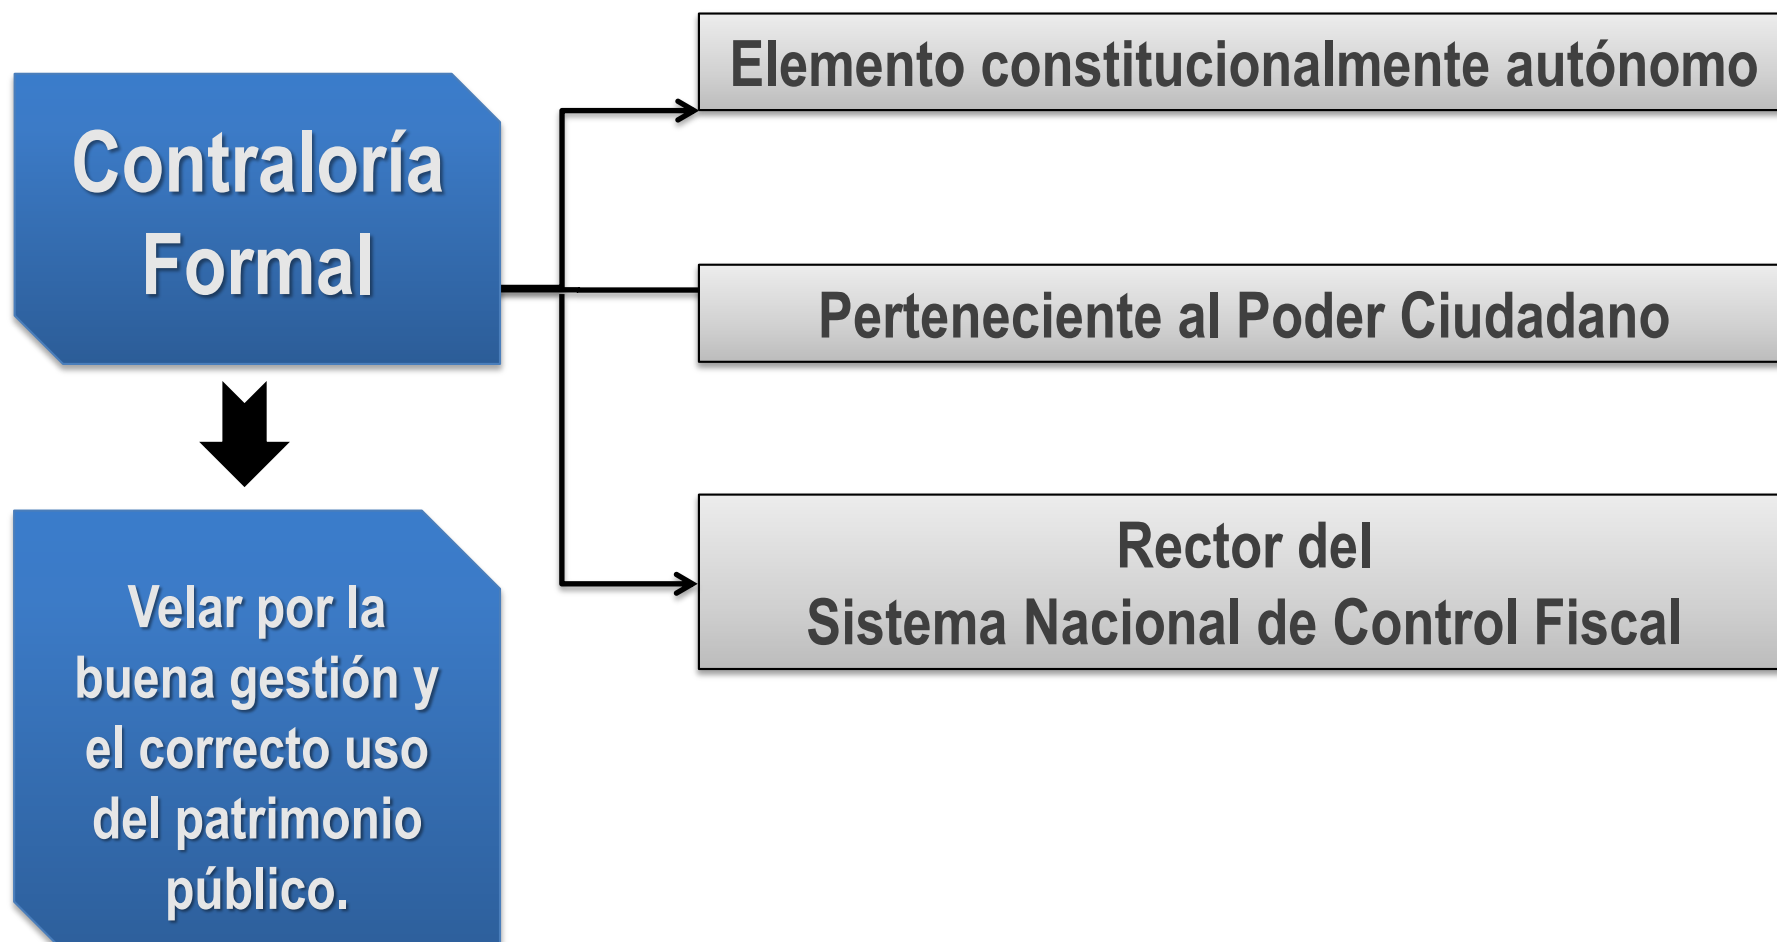 Contraloría
Formal
Elemento constitucionalmente autónomo
Perteneciente al Poder Ciudadano
Rector del
Sistema Nacional de Control Fiscal
Velar por la
buena gestión y
el correcto uso
del patrimonio
público.